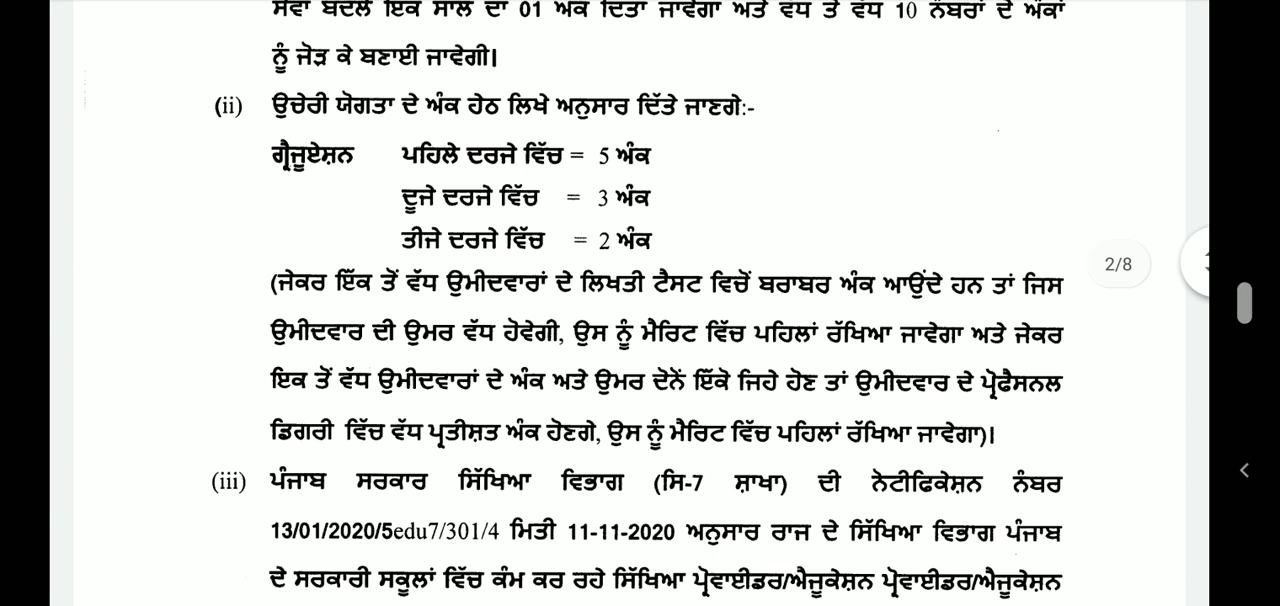 ਸੇਵਾ ਬਦਲੇ ਇਕ ਸਾਲ ਦਾ 01 ਅੰਕ ਦਿੱਤਾ ਜਾਵੇਗਾ ਅਤੇ ਵੱਧ ਤੋਂ ਵੱਧ 10 ਨੰਬਰਾਂ ਦੇ ਅੰਕਾਂ
ਨੂੰ ਜੋੜ ਕੇ ਬਣਾਈ ਜਾਵੇਗੀ।
(ii) ਉਚੇਰੀ ਯੋਗਤਾ ਦੇ ਅੰਕ ਹੇਠ ਲਿਖੇ ਅਨੁਸਾਰ ਦਿੱਤੇ ਜਾਣਗੇ:-
ਗ੍ਰੈਜੂਏਸ਼ਨ ਪਹਿਲੇ ਦਰਜੇ ਵਿੱਚ = 5 ਅੰਕ
ਦੂਜੇ ਦਰਜੇ ਵਿੱਚ = 3 ਅੰਕ
ਤੀਜੇ ਦਰਜੇ ਵਿੱਚ = 2 ਅੰਕ
2/8
(ਜੇਕਰ ਇੱਕ ਤੋਂ ਵੱਧ ਉਮੀਦਵਾਰਾਂ ਦੇ ਲਿਖਤੀ ਟੈਸਟ ਵਿਚੋਂ ਬਰਾਬਰ ਅੰਕ ਆਉਂਦੇ ਹਨ ਤਾਂ ਜਿਸ
ਉਮੀਦਵਾਰ ਦੀ ਉਮਰ ਵੱਧ ਹੋਵੇਗੀ, ਉਸ ਨੂੰ ਮੈਰਿਟ ਵਿੱਚ ਪਹਿਲਾਂ ਰੱਖਿਆ ਜਾਵੇਗਾ ਅਤੇ ਜੇਕਰ
ਇਕ ਤੋਂ ਵੱਧ ਉਮੀਦਵਾਰਾਂ ਦੇ ਅੰਕ ਅਤੇ ਉਮਰ ਦੋਨੋਂ ਇੱਕੋ ਜਿਹੇ ਹੋਣ ਤਾਂ ਉਮੀਦਵਾਰ ਦੇ ਪ੍ਰੋਫੈਸਨਲ
ਡਿਗਰੀ ਵਿੱਚ ਵੱਧ ਪ੍ਰਤੀਸ਼ਤ ਅੰਕ ਹੋਣਗੇ, ਉਸ ਨੂੰ ਮੈਰਿਟ ਵਿੱਚ ਪਹਿਲਾਂ ਰੱਖਿਆ ਜਾਵੇਗਾ)।
(iii) ਪੰਜਾਬ ਸਰਕਾਰ ਸਿੱਖਿਆ ਵਿਭਾਗ (ਸਿ-7 ਸ਼ਾਖਾ) ਦੀ ਨੋਟੀਫਿਕੇਸ਼ਨ ਨੰਬਰ
13/01/2020/5edu7/301/4 ਮਿਤੀ 11-11-2020 ਅਨੁਸਾਰ ਰਾਜ ਦੇ ਸਿੱਖਿਆ ਵਿਭਾਗ ਪੰਜਾਬ
ਦੇ ਸਰਕਾਰੀ ਸਕੂਲਾਂ ਵਿੱਚ ਕੰਮ ਕਰ ਰਹੇ ਸਿੱਖਿਆ ਪ੍ਰੋਵਾਈਡਰ/ਐਜੂਕੇਸ਼ਨ ਪ੍ਰੋਵਾਈਡਰ/ਐਜੂਕੇਸ਼ਨ